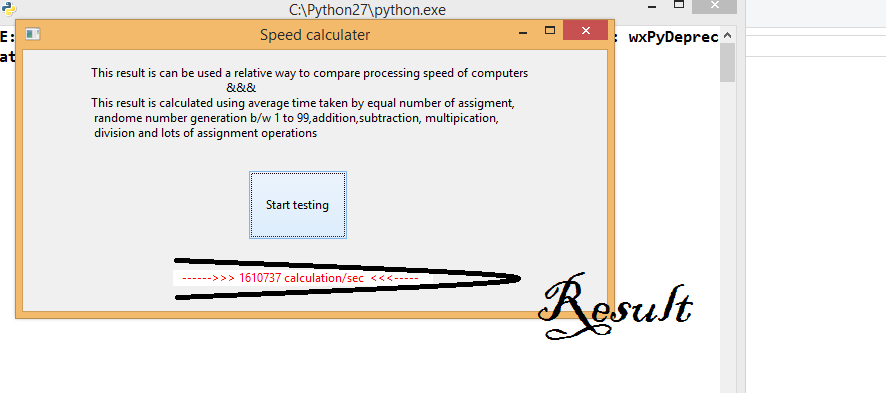 C:\Python27\python.exe
Speed calculater
E:
: wxPyDeprec
at
This result is can be used a relative way to compare processing speed of computers
&&&
This result is calculated using average time taken by equal number of assigment,
randome number generation b/w 1 to 99,addition,subtraction, multipication,
division and lots of assignment operations
Start testing
------>>> 1610737 calculation/sec <<<-----
Result